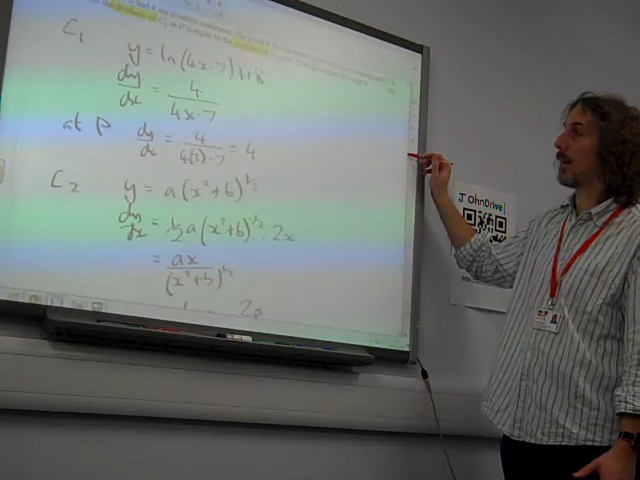 C₁
y = ln(4x-7)+18
dy/dx = 4/(4x-7)
at P dy/dx = 4/(4(2)-7) = 4
C₂ y = a(x²+b)^½
dy/dx = ½a(x²+b)^-½ . 2x
= ax/(x²+b)^½
2a
JOhnDrive